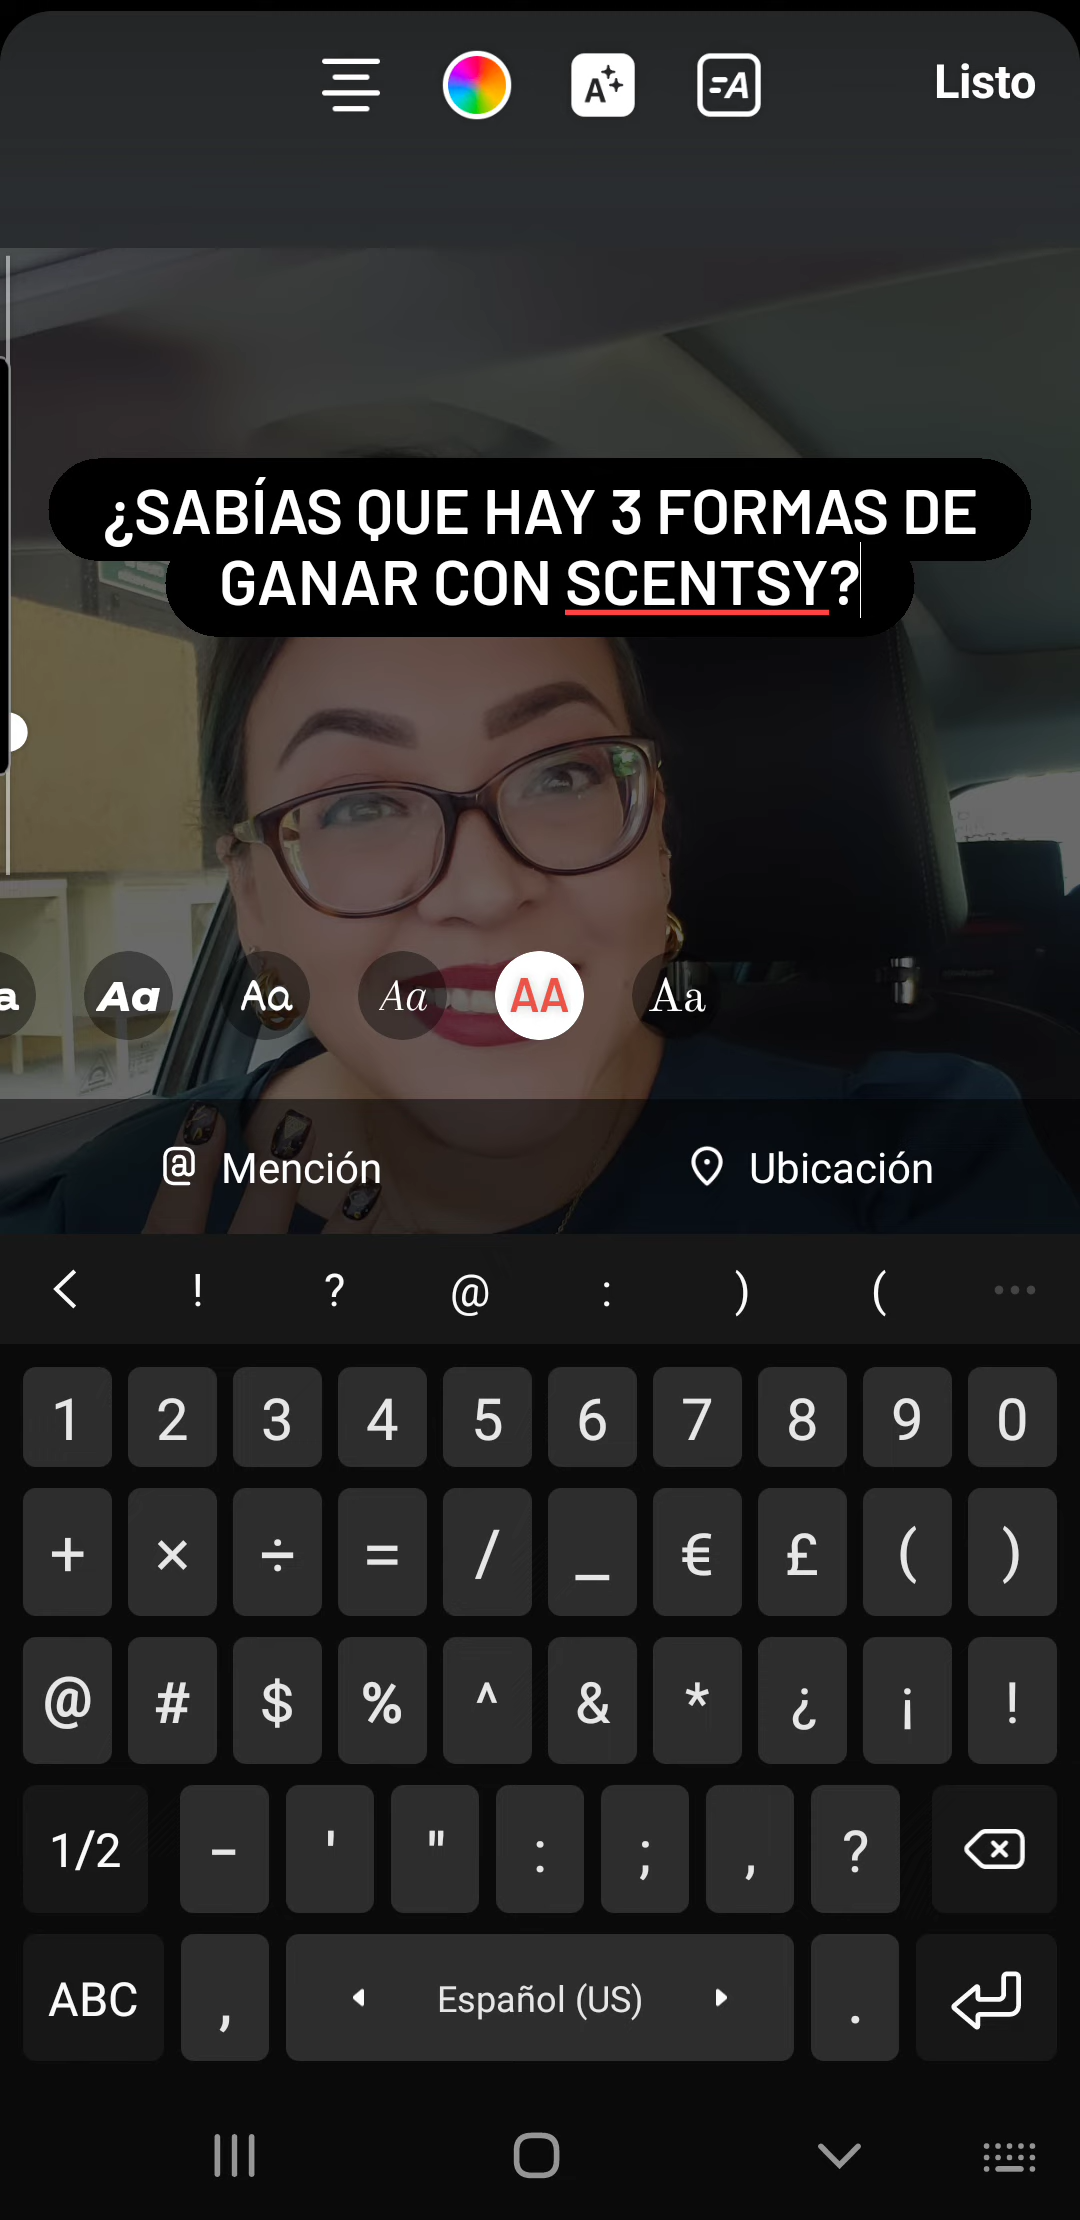 Listo
¿SABÍAS QUE HAY 3 FORMAS DE
GANAR CON SCENTSY?
a Aa Aa Aa AA Aa
Mención Ubicación
! ? @ : ) (
1 2 3 4 5 6 7 8 9 0
+ × ÷ = / _ € £ ( )
@ # $ % ^ & * ¿ ¡ !
1/2 - ' " : ; , ?
ABC , Español (US) .